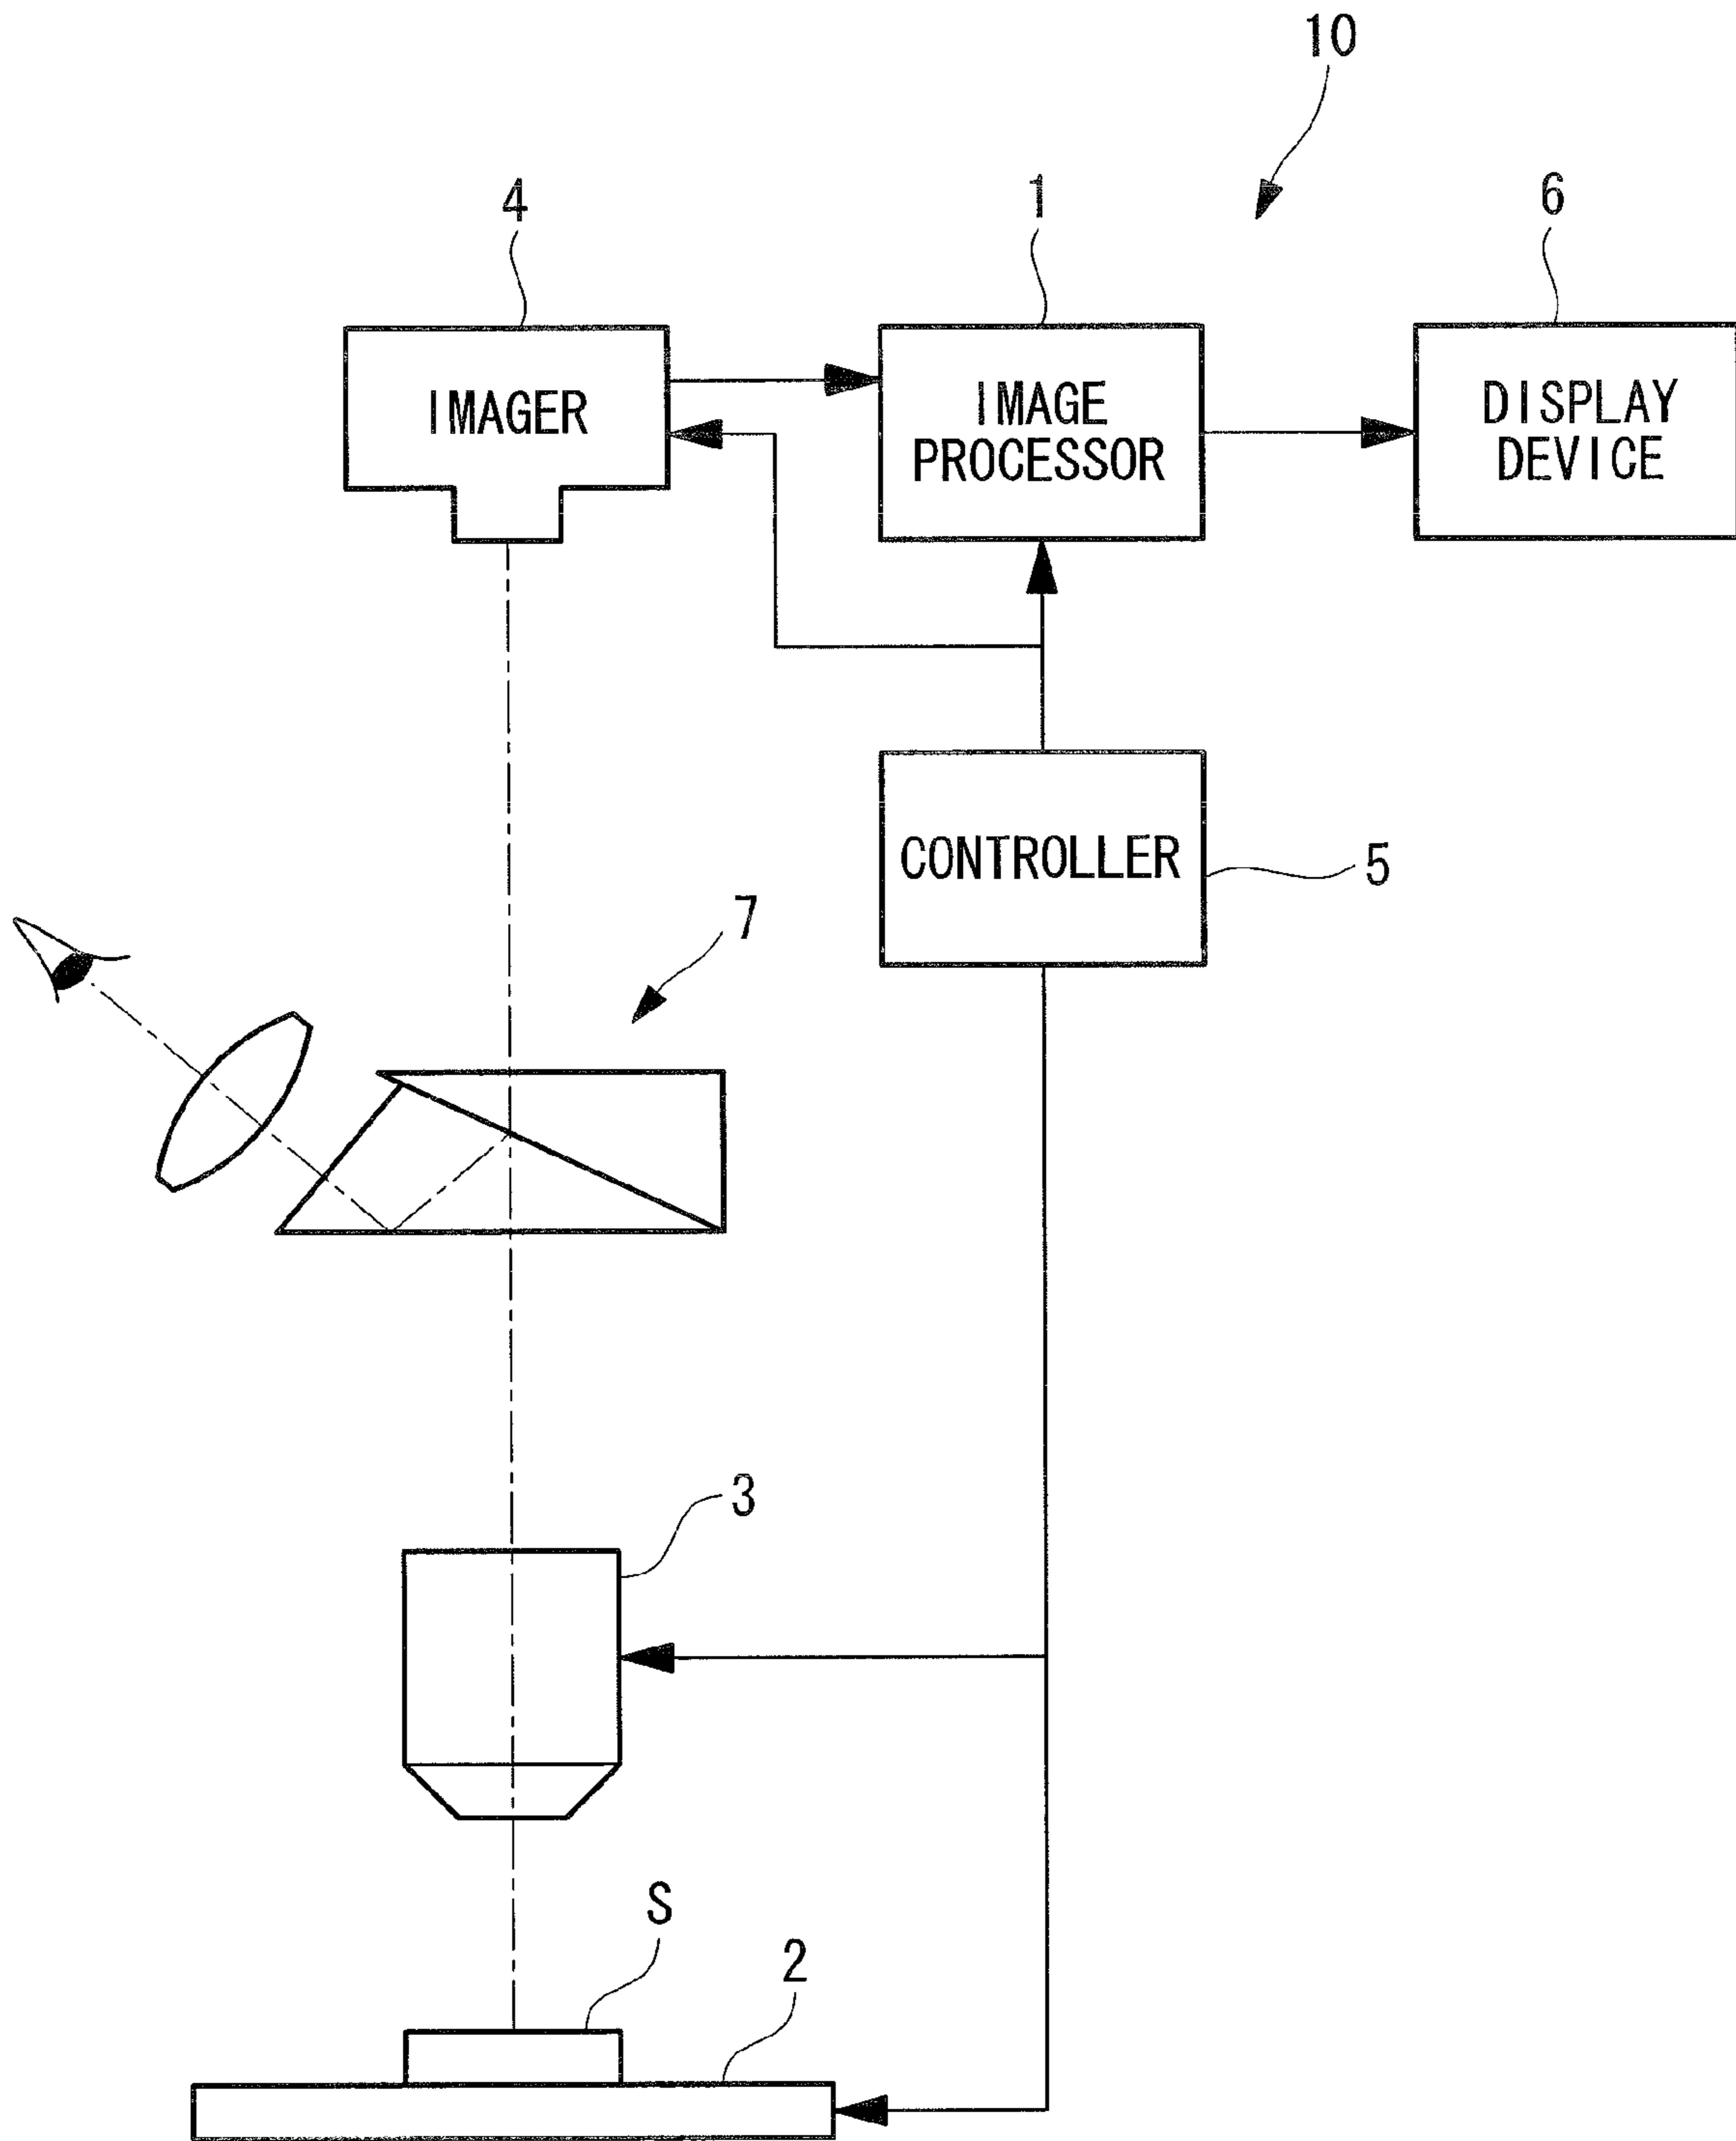 10
4
1
6
IMAGER
IMAGE
PROCESSOR
DISPLAY
DEVICE
CONTROLLER
5
7
3
S
2